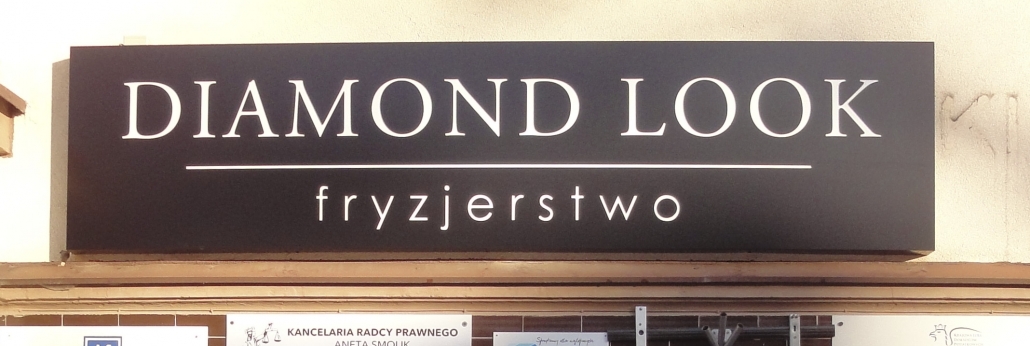 DIAMOND LOOK
fryzjerstwo
KANCELARIA RADCY PRAWNEGO
ANETA SMOLIK